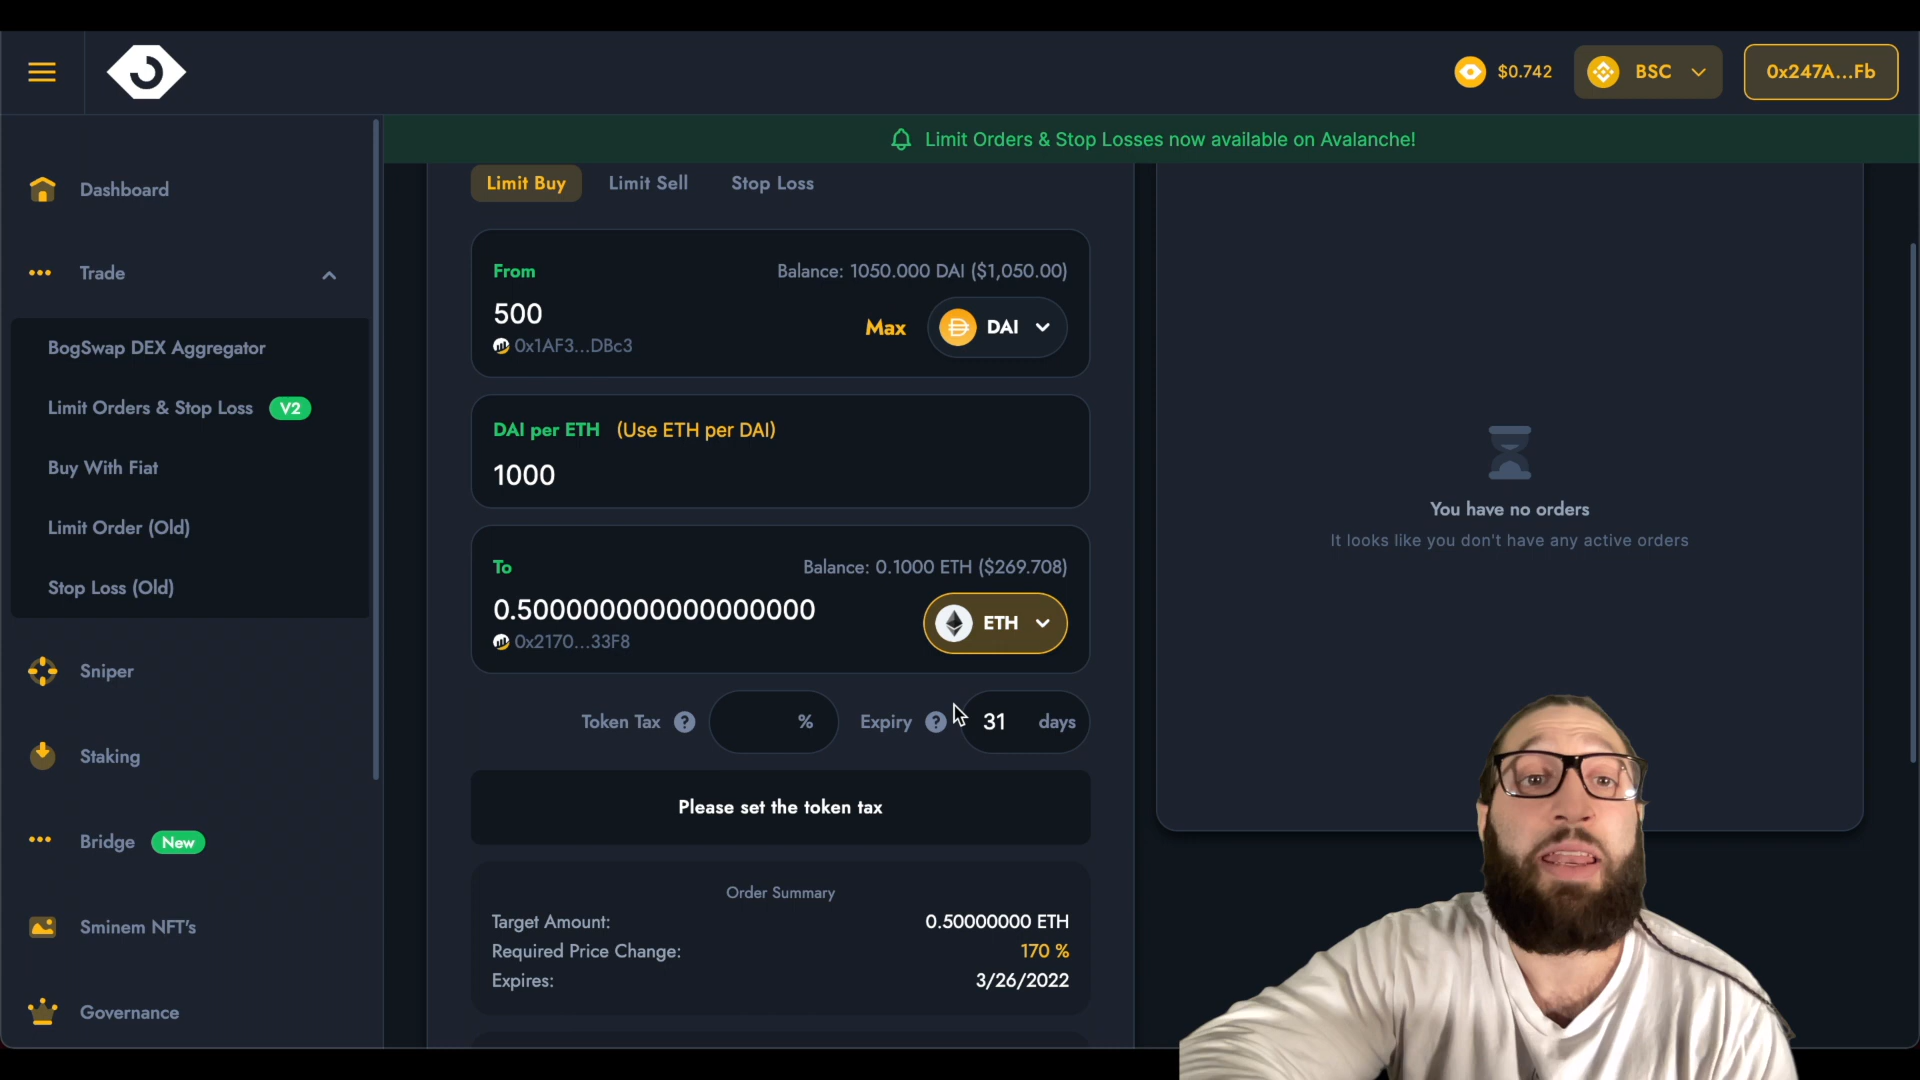 $0.742
BSC
0x247A...Fb
Limit Orders & Stop Losses now available on Avalanche!
Dashboard
Trade
BogSwap DEX Aggregator
Limit Orders & Stop Loss V2
Buy With Fiat
Limit Order (Old)
Stop Loss (Old)
Sniper
Staking
Bridge New
Sminem NFT's
Governance
Limit Buy Limit Sell Stop Loss
From Balance: 1050.000 DAI ($1,050.00)
500 Max DAI
0x1AF3...DBc3
DAI per ETH (Use ETH per DAI)
1000
To Balance: 0.1000 ETH ($269.708)
0.500000000000000000 ETH
0x2170...33F8
Token Tax ? % Expiry ? 31 days
Please set the token tax
Order Summary
Target Amount: 0.50000000 ETH
Required Price Change: 170 %
Expires: 3/26/2022
You have no orders
It looks like you don't have any active orders